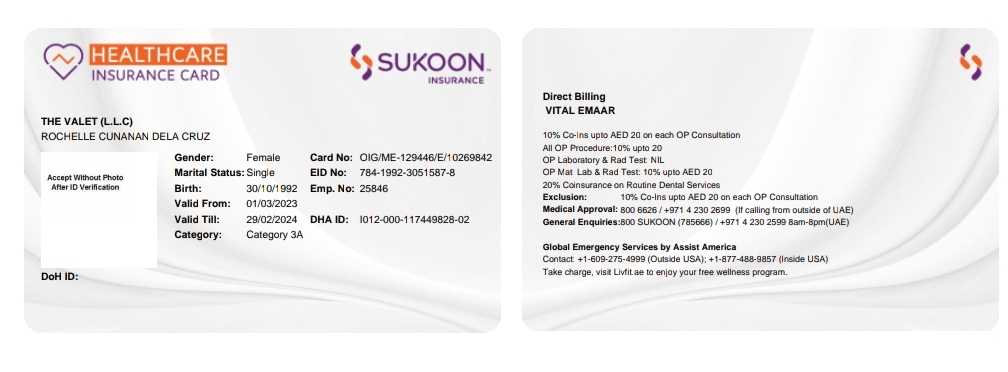 HEALTHCARE
INSURANCE CARD
SUKOON™
INSURANCE
THE VALET (L.L.C)
ROCHELLE CUNANAN DELA CRUZ
Accept Without Photo
After ID Verification
Gender: Female Card No: OIG/ME-129446/E/10269842
Marital Status: Single EID No: 784-1992-3051587-8
Birth: 30/10/1992 Emp. No: 25846
Valid From: 01/03/2023
Valid Till: 29/02/2024 DHA ID: I012-000-117449828-02
Category: Category 3A
DoH ID:
Direct Billing
VITAL EMAAR
10% Co-Ins upto AED 20 on each OP Consultation
All OP Procedure:10% upto 20
OP Laboratory & Rad Test: NIL
OP Mat Lab & Rad Test: 10% upto AED 20
20% Coinsurance on Routine Dental Services
Exclusion: 10% Co-Ins upto AED 20 on each OP Consultation
Medical Approval: 800 6626 / +971 4 230 2699 (If calling from outside of UAE)
General Enquiries:800 SUKOON (785666) / +971 4 230 2599 8am-8pm(UAE)
Global Emergency Services by Assist America
Contact: +1-609-275-4999 (Outside USA); +1-877-488-9857 (Inside USA)
Take charge, visit Livfit.ae to enjoy your free wellness program.